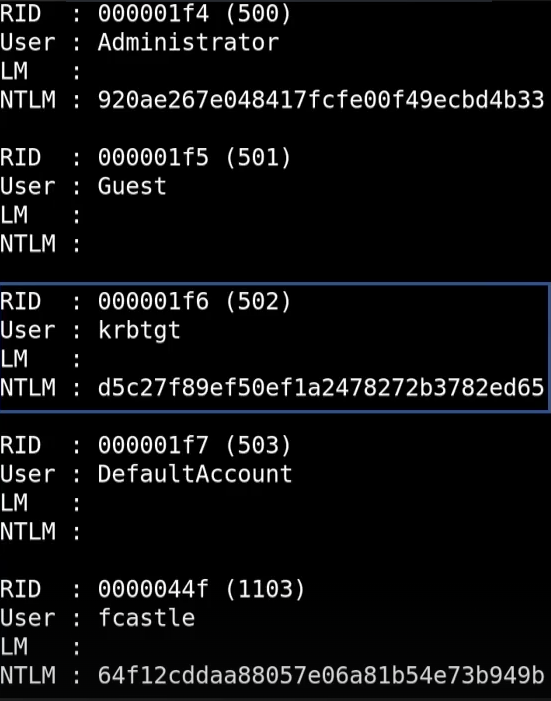 RID  : 000001f4 (500)
User : Administrator
LM   :
NTLM : 920ae267e048417fcfe00f49ecbd4b33
RID  : 000001f5 (501)
User : Guest
LM   :
NTLM :
RID  : 000001f6 (502)
User : krbtgt
LM   :
NTLM : d5c27f89ef50ef1a2478272b3782ed65
RID  : 000001f7 (503)
User : DefaultAccount
LM   :
NTLM :
RID  : 0000044f (1103)
User : fcastle
LM   :
NTLM : 64f12cddaa88057e06a81b54e73b949b